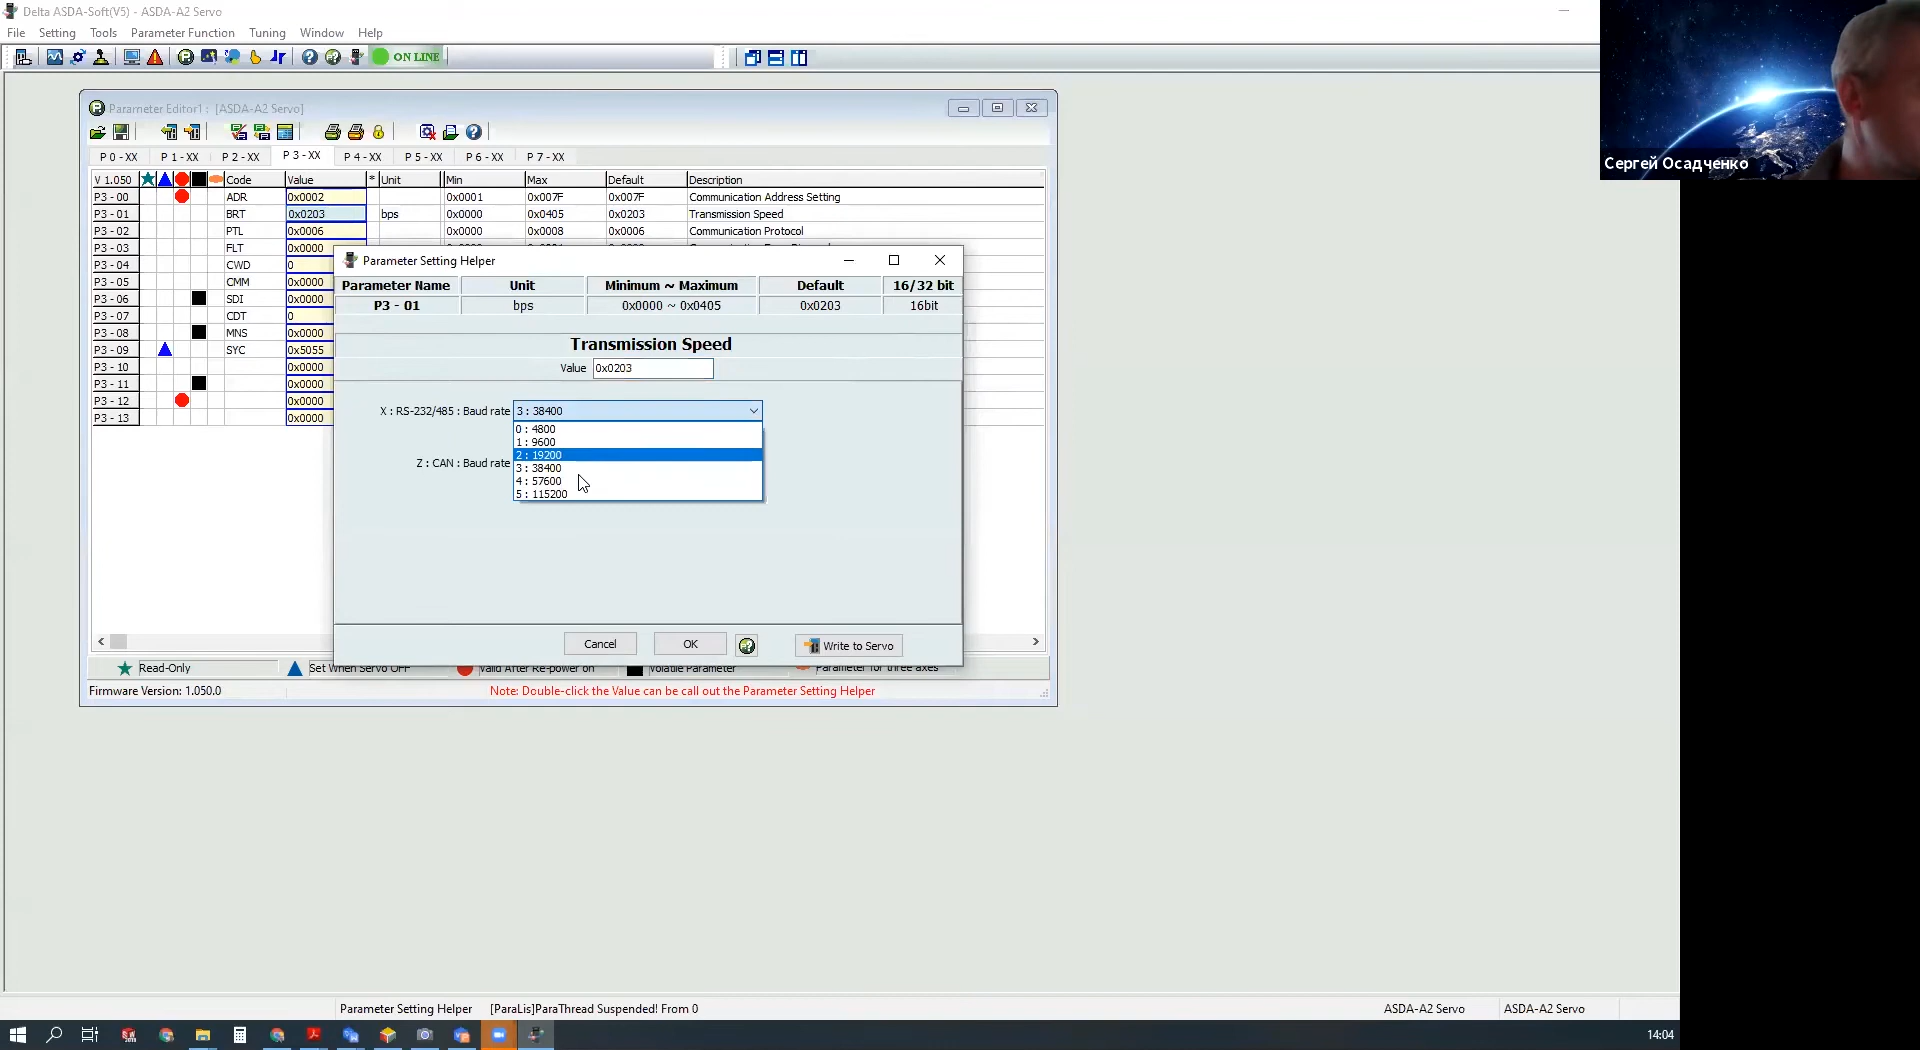 Delta ASDA-Soft(V5) - ASDA-A2 Servo
File Setting Tools Parameter Function Tuning Window Help
ON LINE
Сергей Осадченко
Parameter Editor1 : [ASDA-A2 Servo]
P 0 - XX P 1 - XX P 2 - XX P 3 - XX P 4 - XX P 5 - XX P 6 - XX P 7 - XX
V 1.050 Code Value * Unit Min Max Default Description
P3 - 00 ADR 0x0002 0x0001 0x007F 0x007F Communication Address Setting
P3 - 01 BRT 0x0203 bps 0x0000 0x0405 0x0203 Transmission Speed
P3 - 02 PTL 0x0006 0x0000 0x0008 0x0006 Communication Protocol
P3 - 03 FLT 0x0000
P3 - 04 CWD 0
P3 - 05 CMM 0x0000
P3 - 06 SDI 0x0000
P3 - 07 CDT 0
P3 - 08 MNS 0x0000
P3 - 09 SYC 0x5055
P3 - 10 0x0000
P3 - 11 0x0000
P3 - 12 0x0000
P3 - 13 0x0000
Parameter Setting Helper
Parameter Name Unit Minimum ~ Maximum Default 16/32 bit
P3 - 01 bps 0x0000 ~ 0x0405 0x0203 16bit
Transmission Speed
Value 0x0203
X : RS-232/485 : Baud rate 3 : 38400
0 : 4800
1 : 9600
2 : 19200
3 : 38400
4 : 57600
5 : 115200
Z : CAN : Baud rate
Cancel OK Write to Servo
Read-Only Set When Servo OFF Valid After Re-power on Volatile Parameter Parameter for three axes
Firmware Version: 1.050.0 Note: Double-click the Value can be call out the Parameter Setting Helper
Parameter Setting Helper [ParaLis]ParaThread Suspended! From 0 ASDA-A2 Servo ASDA-A2 Servo
14:04